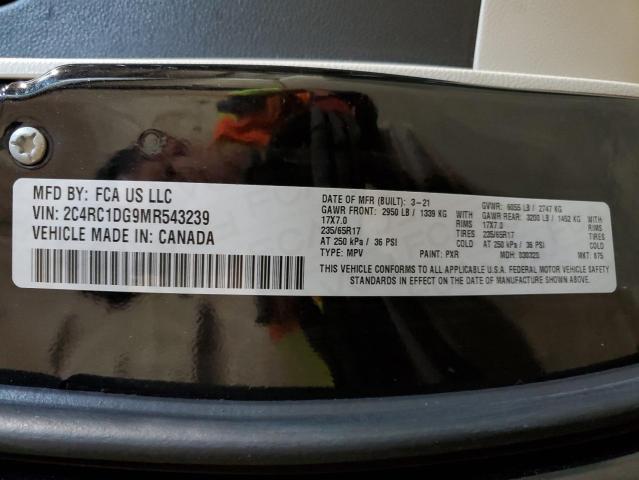 MFD BY: FCA US LLC
VIN: 2C4RC1DG9MR543239
VEHICLE MADE IN: CANADA
DATE OF MFR (BUILT): 3-21 GVWR: 6055 LB / 2747 KG
GAWR FRONT: 2950 LB / 1339 KG GAWR REAR: 3200 LB / 1452 KG
17X7.0 RIMS 17X7.0 RIMS
235/65R17 TIRES 235/65R17 TIRES
AT 250 kPa / 36 PSI COLD AT 250 kPa / 36 PSI COLD
TYPE: MPV PAINT: PXR MDH: 030320 MKT: 875
THIS VEHICLE CONFORMS TO ALL APPLICABLE U.S.A. FEDERAL MOTOR VEHICLE SAFETY
STANDARDS IN EFFECT ON THE DATE OF MANUFACTURE SHOWN ABOVE.